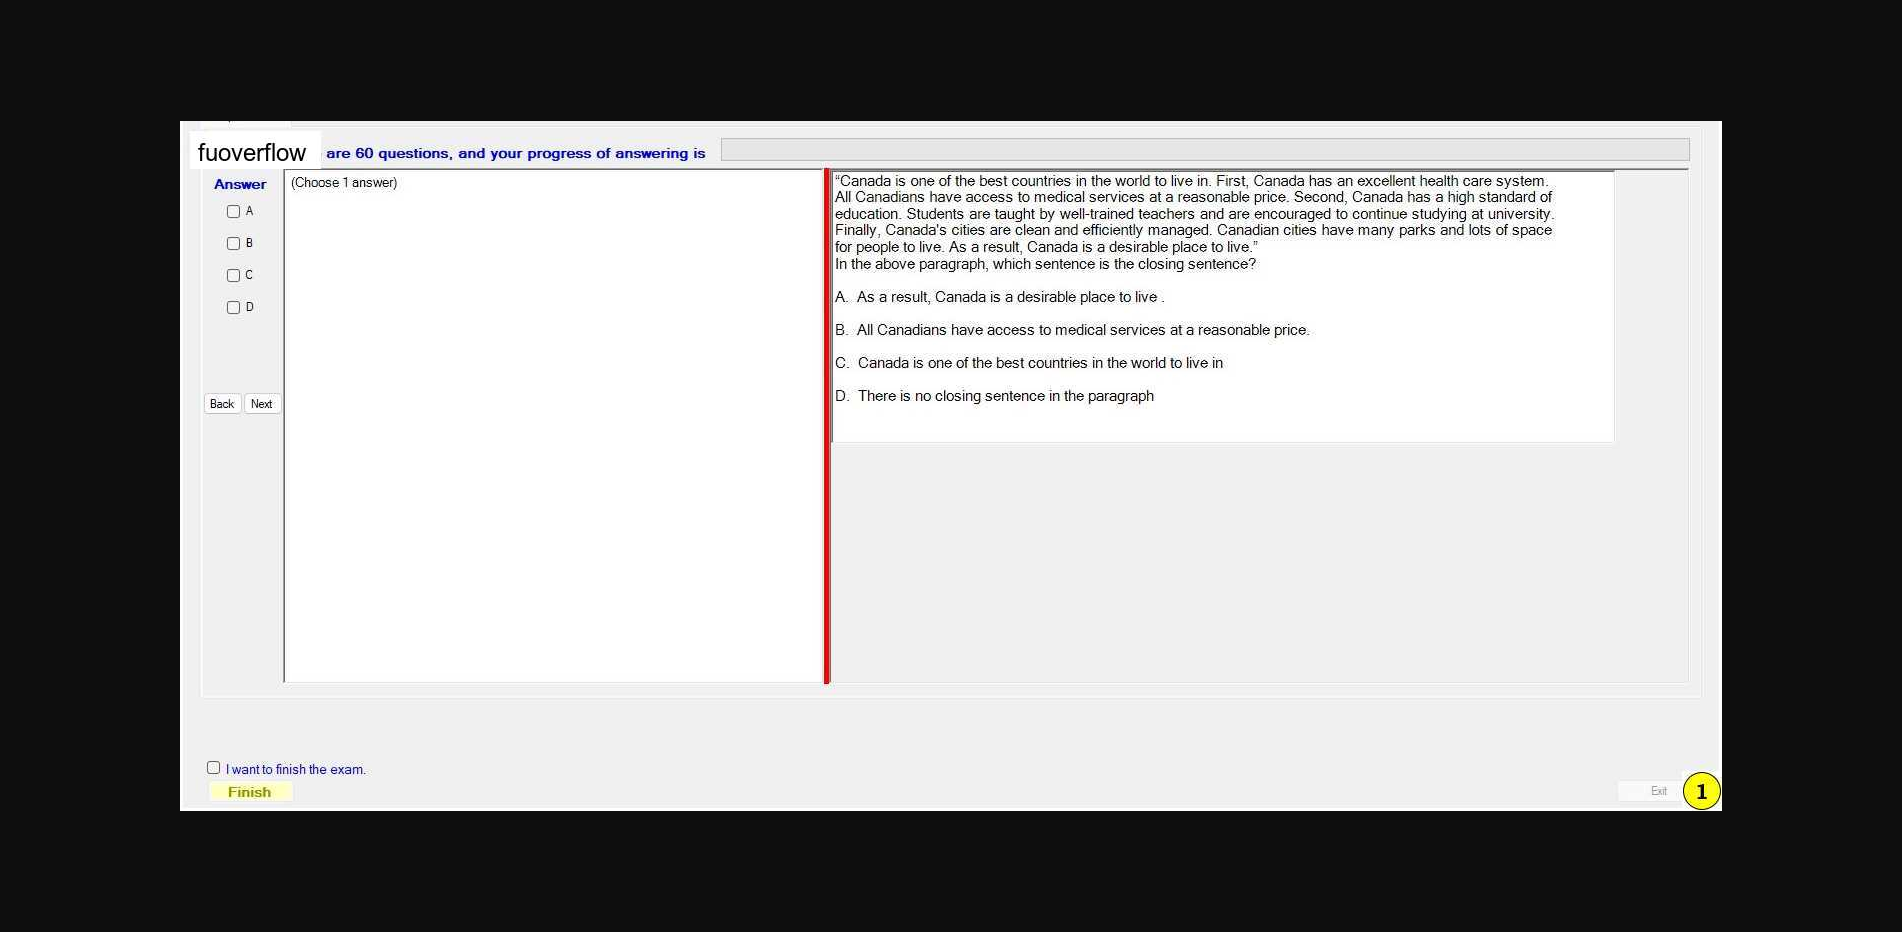 fuoverflow are 60 questions, and your progress of answering is
Answer
(Choose 1 answer)
A
B
C
D
Back Next
“Canada is one of the best countries in the world to live in. First, Canada has an excellent health care system.
All Canadians have access to medical services at a reasonable price. Second, Canada has a high standard of
education. Students are taught by well-trained teachers and are encouraged to continue studying at university.
Finally, Canada's cities are clean and efficiently managed. Canadian cities have many parks and lots of space
for people to live. As a result, Canada is a desirable place to live.”
In the above paragraph, which sentence is the closing sentence?
A. As a result, Canada is a desirable place to live .
B. All Canadians have access to medical services at a reasonable price.
C. Canada is one of the best countries in the world to live in
D. There is no closing sentence in the paragraph
I want to finish the exam.
Finish
Exit
1